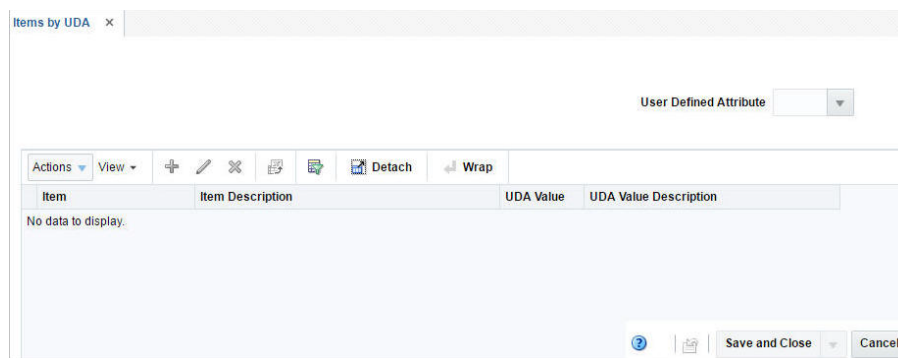 Items by UDA ×
User Defined Attribute
Actions View Detach Wrap
Item Item Description UDA Value UDA Value Description
No data to display.
? Save and Close Cancel